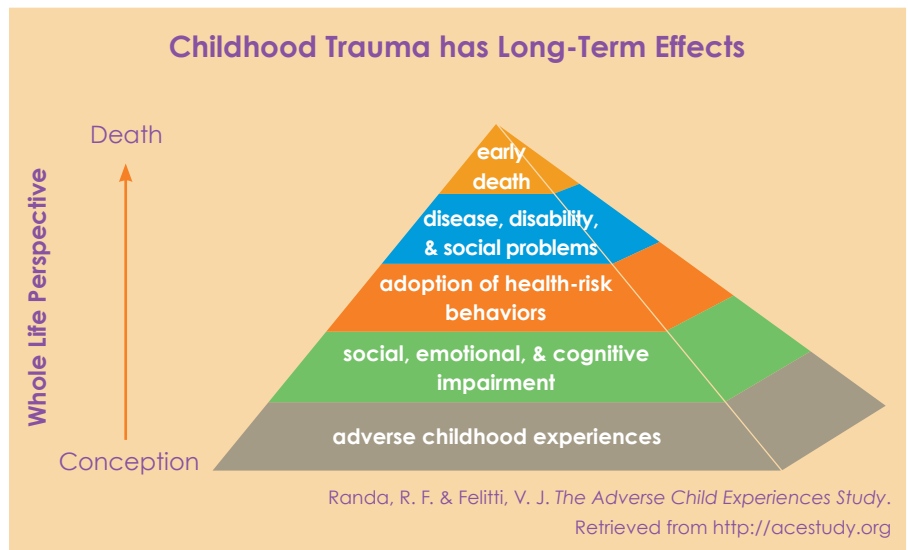 Childhood Trauma has Long-Term Effects
Death
Whole Life Perspective
Conception
early
death
disease, disability,
& social problems
adoption of health-risk
behaviors
social, emotional, & cognitive
impairment
adverse childhood experiences
Randa, R. F. & Felitti, V. J. The Adverse Child Experiences Study.
Retrieved from http://acestudy.org